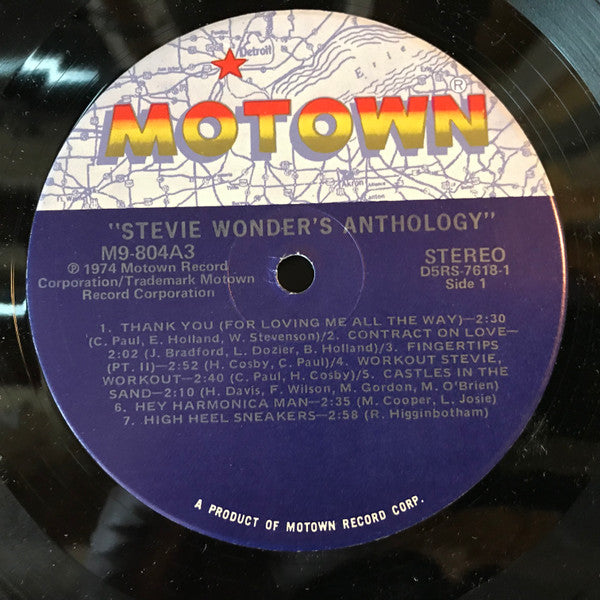 Detroit
Erie
MOTOWN®
Akron
Canton
"STEVIE WONDER'S ANTHOLOGY"
M9-804A3
℗ 1974 Motown Record
Corporation/Trademark Motown
Record Corporation
STEREO
D5RS-7618-1
Side 1
1. THANK YOU (FOR LOVING ME ALL THE WAY)—2:30
(C. Paul, E. Holland, W. Stevenson)/2. CONTRACT ON LOVE—
2:02 (J. Bradford, L. Dozier, B. Holland)/3. FINGERTIPS
(PT. II)—2:52 (H. Cosby, C. Paul)/4. WORKOUT STEVIE,
WORKOUT—2:40 (C. Paul, H. Cosby)/5. CASTLES IN THE
SAND—2:10 (H. Davis, F. Wilson, M. Gordon, M. O'Brien)
6. HEY HARMONICA MAN—2:35 (M. Cooper, L. Josie)
7. HIGH HEEL SNEAKERS—2:58 (R. Higginbotham)
A PRODUCT OF MOTOWN RECORD CORP.